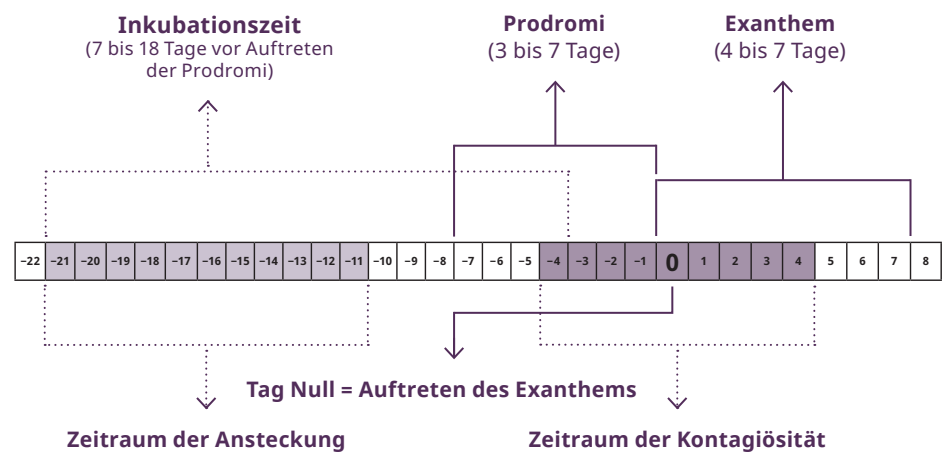 Inkubationszeit
(7 bis 18 Tage vor Auftreten
der Prodromi)
Prodromi
(3 bis 7 Tage)
Exanthem
(4 bis 7 Tage)
−22 −21 −20 −19 −18 −17 −16 −15 −14 −13 −12 −11 −10 −9 −8 −7 −6 −5 −4 −3 −2 −1 0 1 2 3 4 5 6 7 8
Tag Null = Auftreten des Exanthems
Zeitraum der Ansteckung
Zeitraum der Kontagiösität